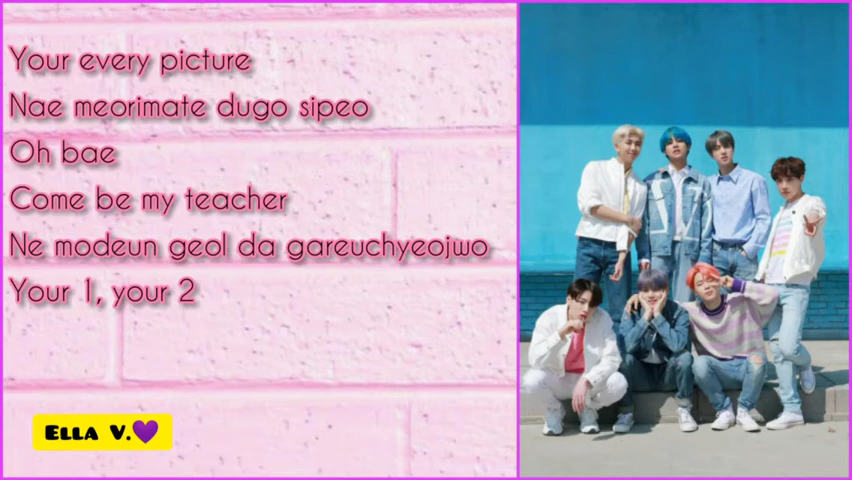 Your every picture
Nae meorimate dugo sipeo
Oh bae
Come be my teacher
Ne modeun geol da gareuchyeojwo
Your 1, your 2
ELLA V.💜